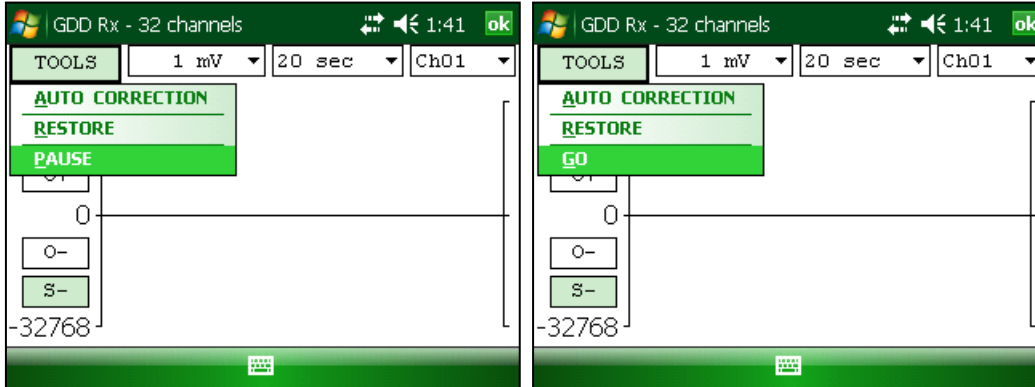 GDD Rx - 32 channels 1:41 ok
TOOLS 1 mV 20 sec Ch01
AUTO CORRECTION
RESTORE
PAUSE
0
O-
S-
-32768
GDD Rx - 32 channels 1:41 ok
TOOLS 1 mV 20 sec Ch01
AUTO CORRECTION
RESTORE
GO
0
O-
S-
-32768